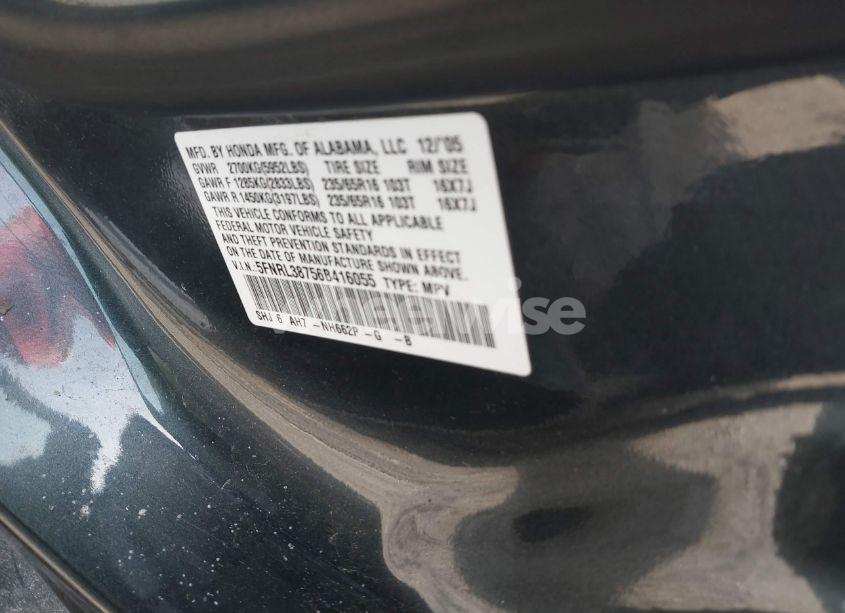 MFD. BY HONDA MFG. OF ALABAMA, LLC 12/'05
GVWR 2700KG(5952LBS) TIRE SIZE RIM SIZE
GAWR F 1285KG(2833LBS) 235/65R16 103T 16X7J
GAWR R 1450KG(3197LBS) 235/65R16 103T 16X7J
THIS VEHICLE CONFORMS TO ALL APPLICABLE
FEDERAL MOTOR VEHICLE SAFETY
AND THEFT PREVENTION STANDARDS IN EFFECT
ON THE DATE OF MANUFACTURE SHOWN ABOVE.
V.I.N.:5FNRL38756B416055 TYPE: MPV
SHJ 6 AH7 -NH662P -G -B